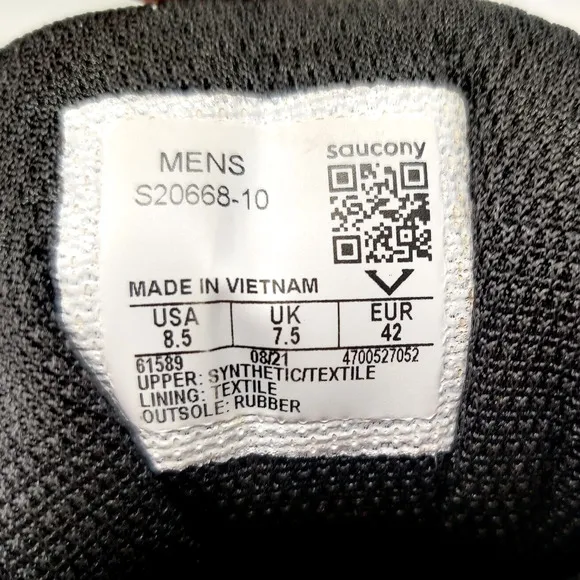 saucony
MENS
S20668-10
MADE IN VIETNAM
USA UK EUR
8.5 7.5 42
61589 08/21 4700527052
UPPER: SYNTHETIC/TEXTILE
LINING: TEXTILE
OUTSOLE: RUBBER